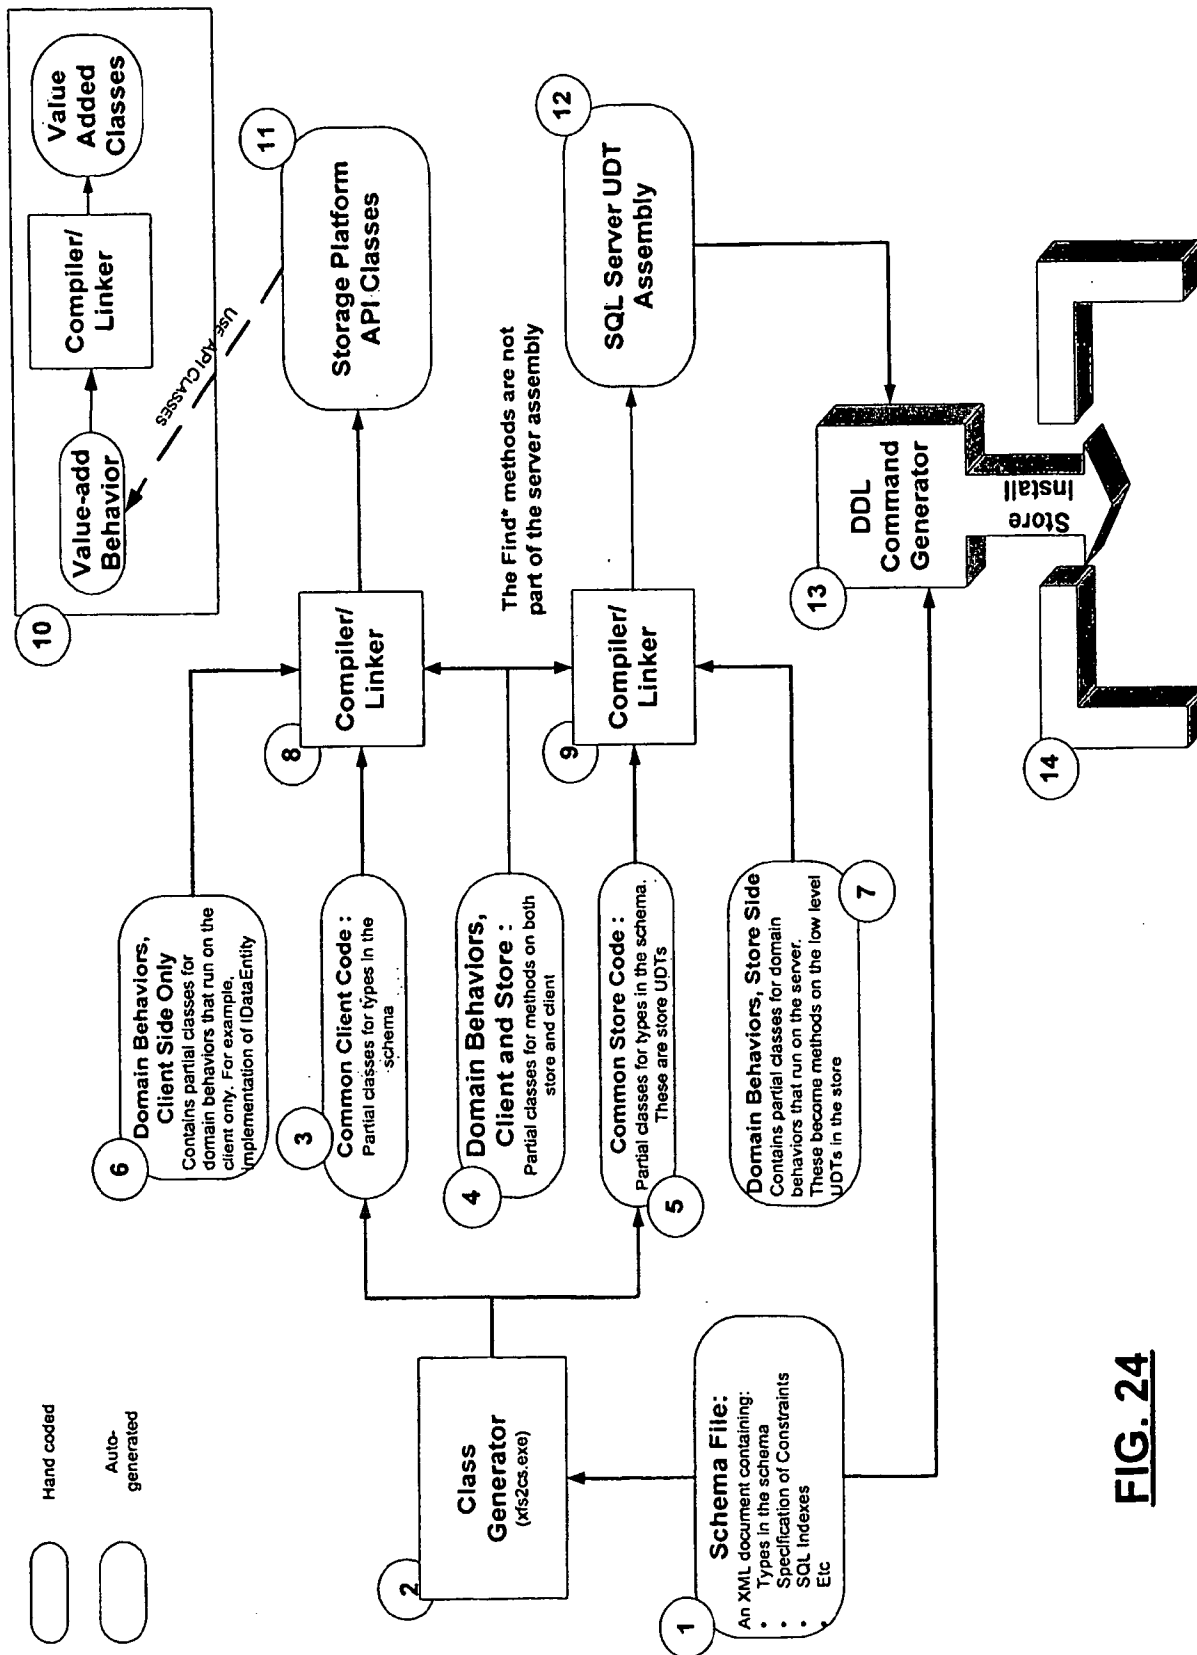 Hand coded
Auto-
generated
1
Schema File:
An XML document containing:
• Types in the schema
• Specification of Constraints
• SQL Indexes
• Etc
2
Class
Generator
(xfs2cs.exe)
6
Domain Behaviors,
Client Side Only
Contains partial classes for
domain behaviors that run on the
client only. For example,
Implementation of IDataEntity
3
Common Client Code :
Partial classes for types in the
schema
4
Domain Behaviors,
Client and Store :
Partial classes for methods on both
store and client
5
Common Store Code :
Partial classes for types in the schema.
These are store UDTs
7
Domain Behaviors, Store Side
Contains partial classes for domain
behaviors that run on the server.
These become methods on the low level
UDTs in the store
8
Compiler/
Linker
9
Compiler/
Linker
The Find* methods are not
part of the server assembly
10
Value-add
Behavior
Compiler/
Linker
Value
Added
Classes
USE API CLASSES
11
Storage Platform
API Classes
12
SQL Server UDT
Assembly
13
DDL
Command
Generator
Store
Install
14
FIG. 24